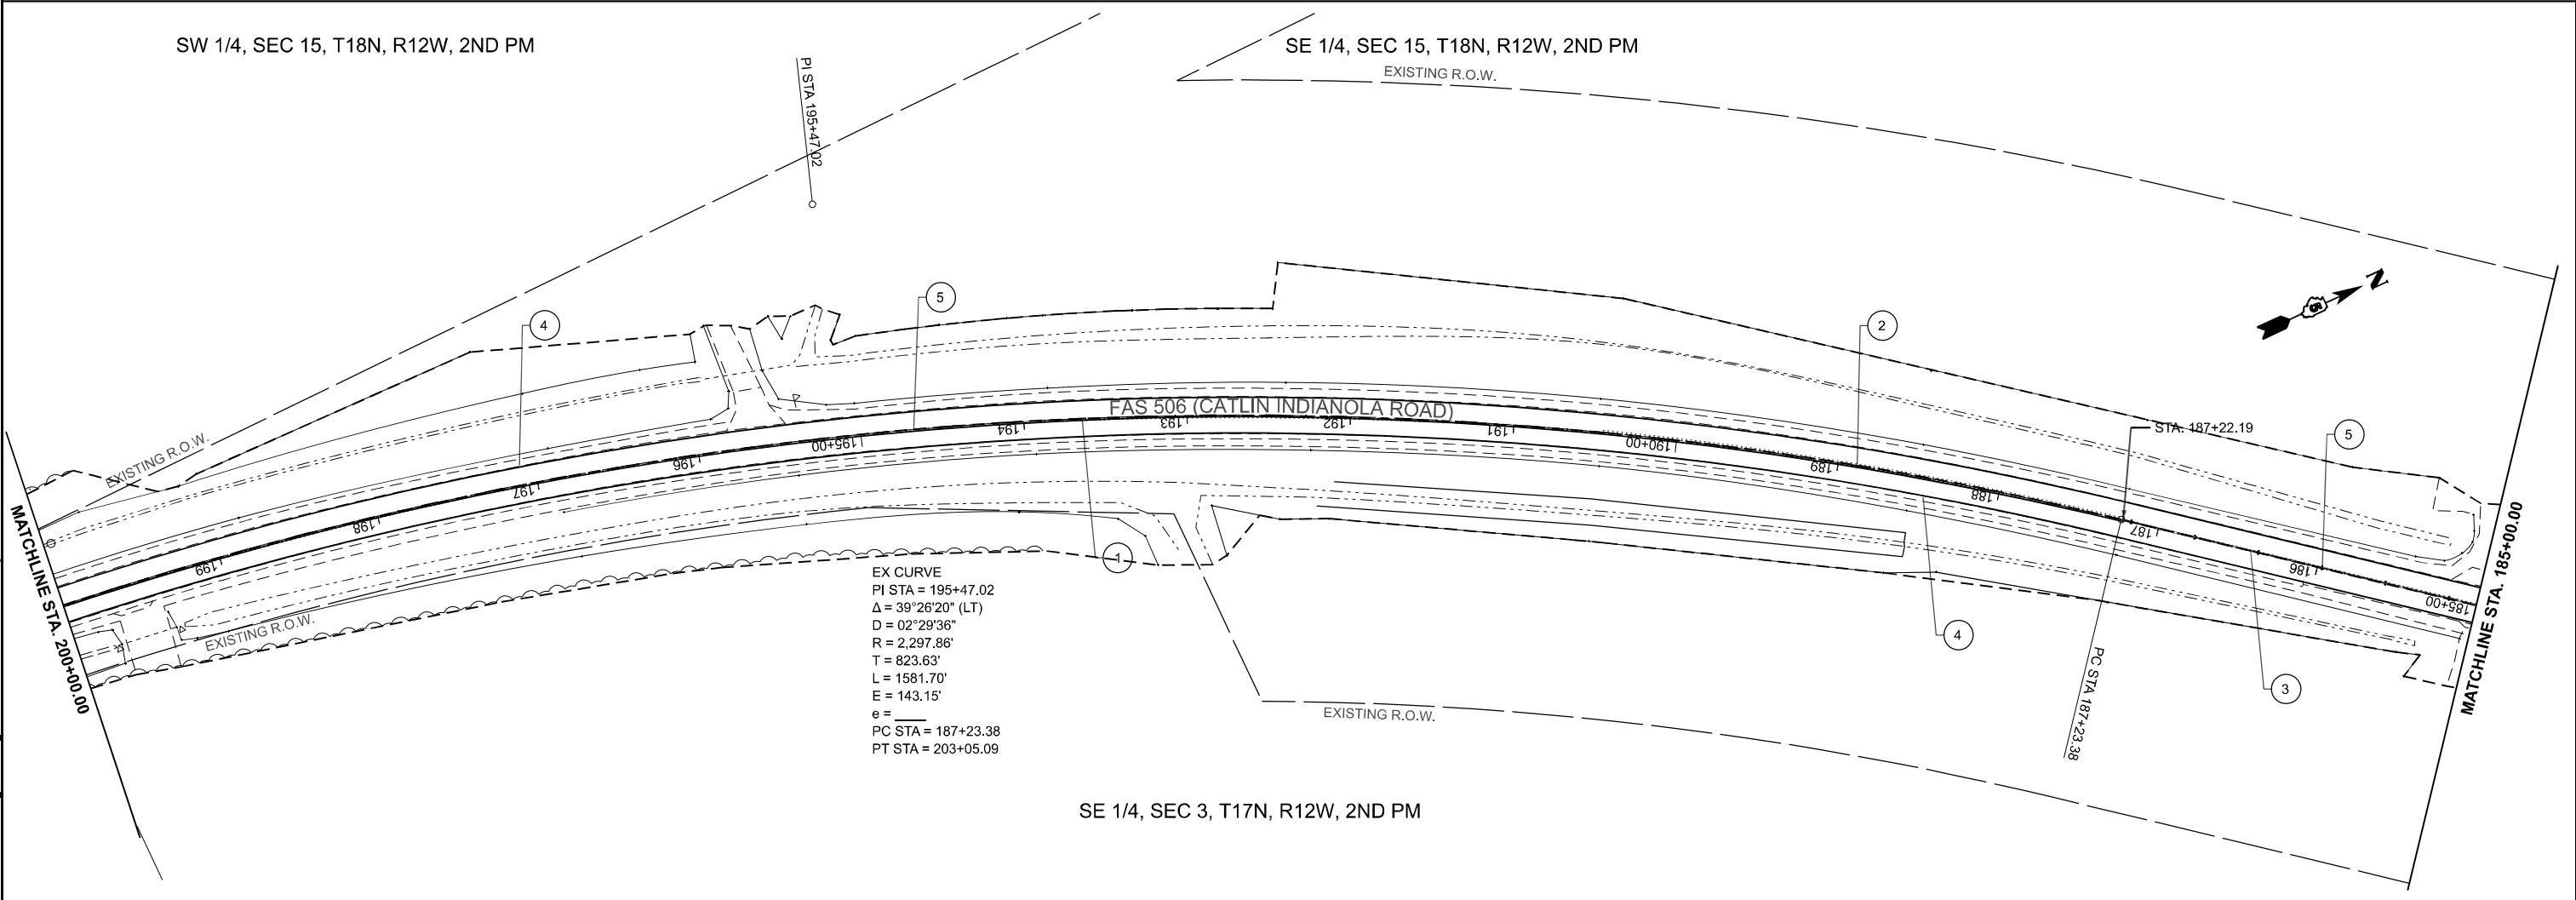 SW 1/4, SEC 15, T18N, R12W, 2ND PM
SE 1/4, SEC 15, T18N, R12W, 2ND PM
EXISTING R.O.W.
PI STA 195+47.02
N
5
4
5
2
5
STA. 187+22.19
FAS 506 (CATLIN INDIANOLA ROAD)
EXISTING R.O.W.
199
198
197
196
195+00
194
193
192
191
190+00
189
188
187
186
185+00
MATCHLINE STA. 200+00.00
MATCHLINE STA. 185+00.00
EXISTING R.O.W.
1
4
3
PC STA 187+23.38
EX CURVE
PI STA = 195+47.02
Δ = 39°26'20" (LT)
D = 02°29'36"
R = 2,297.86'
T = 823.63'
L = 1581.70'
E = 143.15'
e = ____
PC STA = 187+23.38
PT STA = 203+05.09
EXISTING R.O.W.
SE 1/4, SEC 3, T17N, R12W, 2ND PM